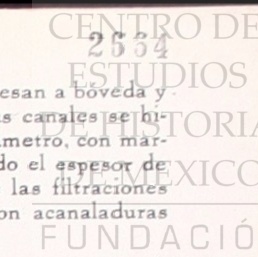 CENTRO DE
2664
ESTUDIOS
esan a bóveda y
s canales se hi-
DE HISTORIA
ámetro, con mar-
do el espesor de
las filtraciones
DE MEXICO
on acanaladuras
FUNDACIÓ